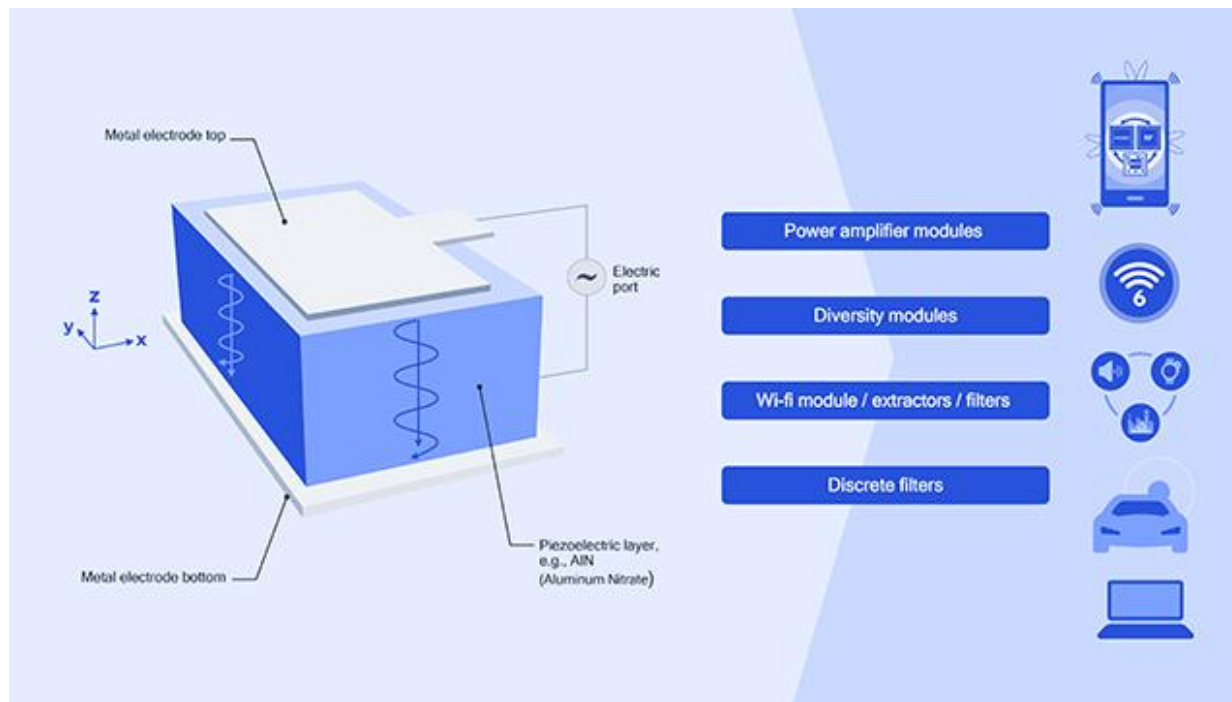 Metal electrode top
z
y
x
Electric
port
Piezoelectric layer,
e.g., AlN
(Aluminum Nitrate)
Metal electrode bottom
Power amplifier modules
Diversity modules
Wi-fi module / extractors / filters
Discrete filters
RF
6